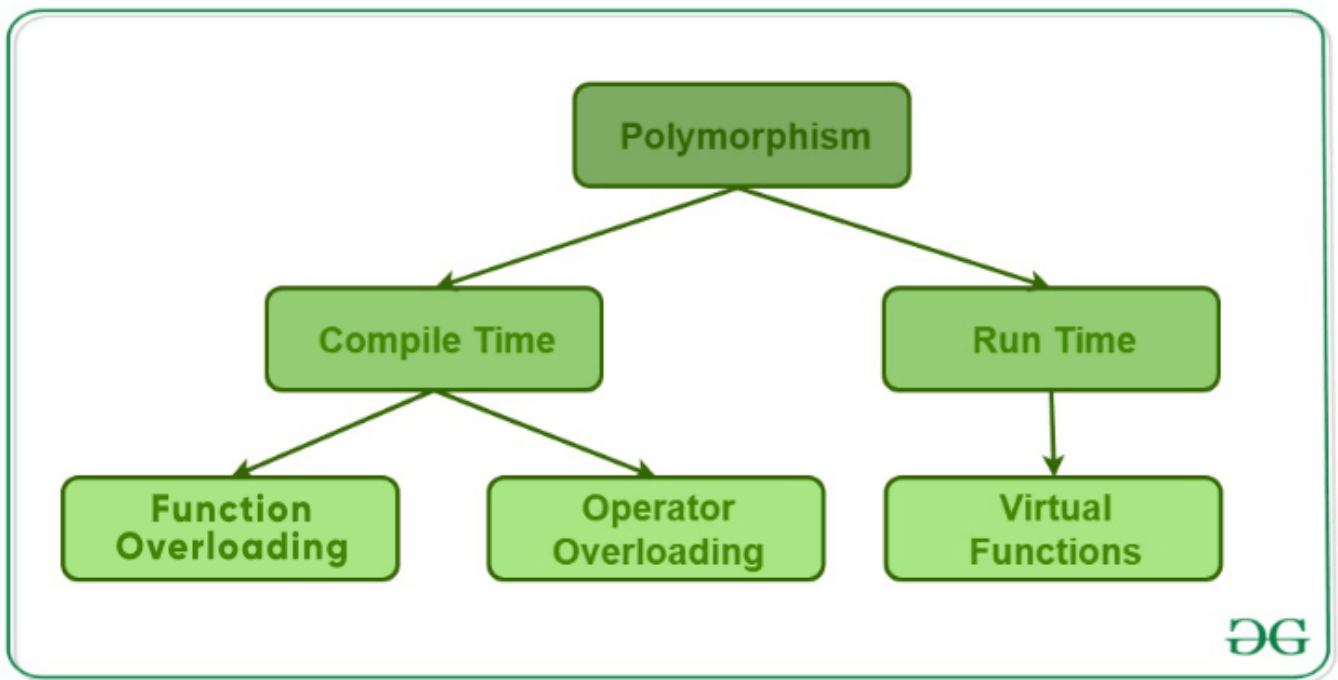 Polymorphism
Compile Time
Run Time
Function
Overloading
Operator
Overloading
Virtual
Functions
GG